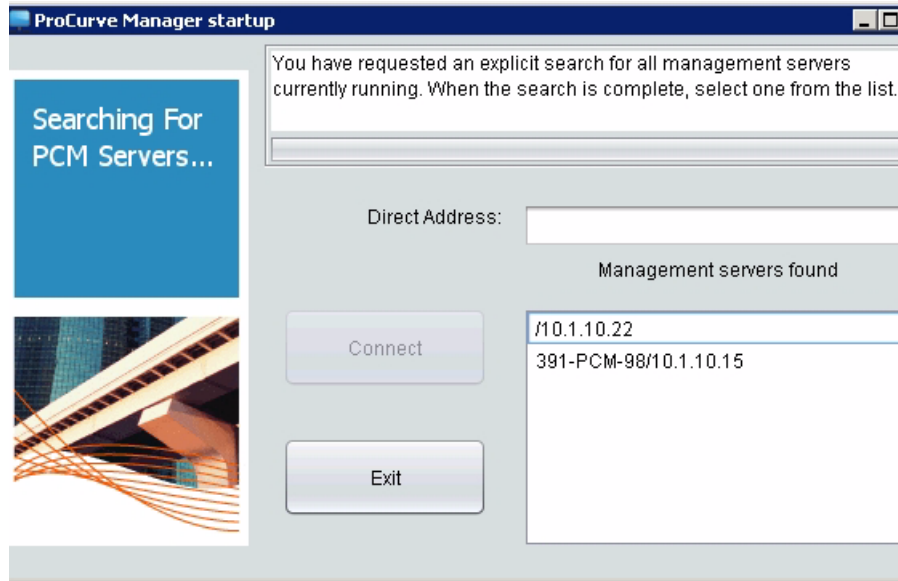 ProCurve Manager startup
Searching For
PCM Servers...
You have requested an explicit search for all management servers
currently running. When the search is complete, select one from the list.
Direct Address:
Management servers found
/10.1.10.22
391-PCM-98/10.1.10.15
Connect
Exit